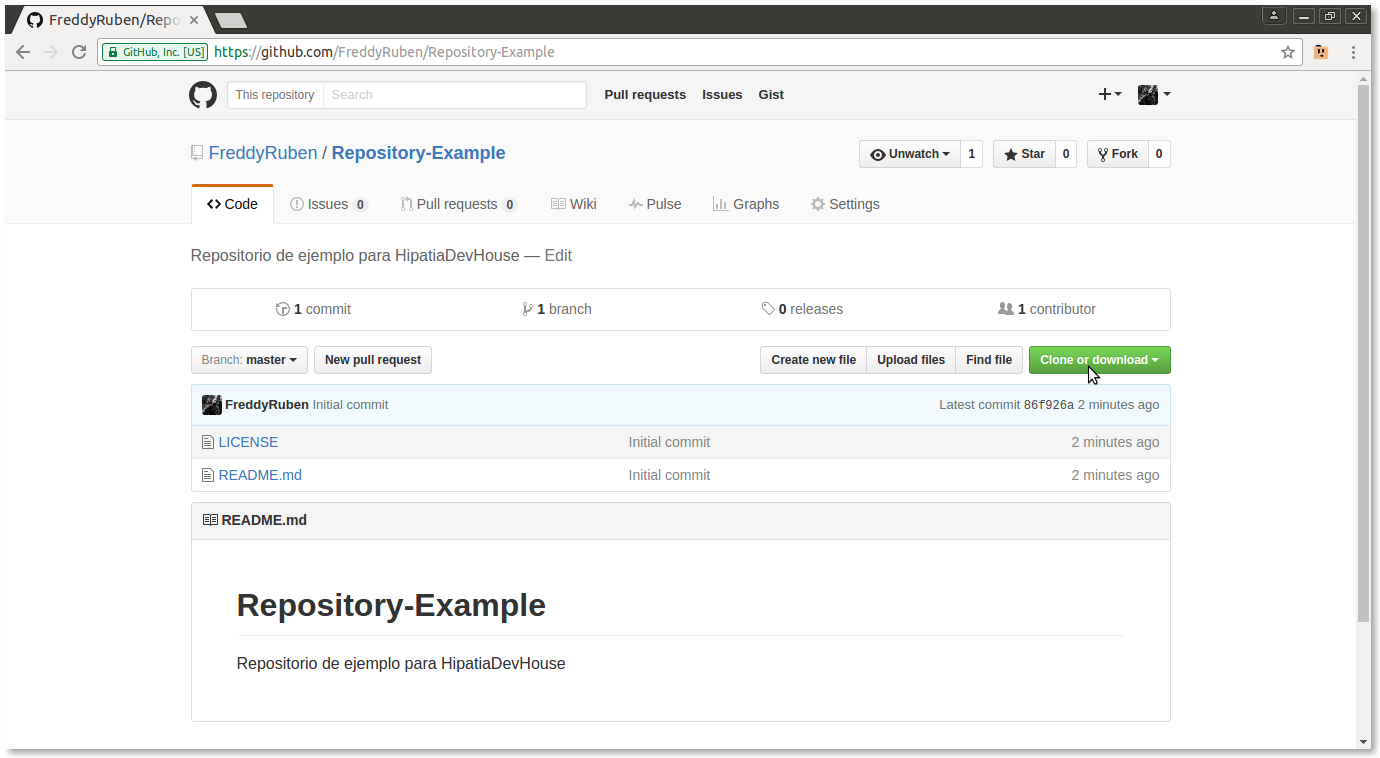 FreddyRuben/Repo
GitHub, Inc. [US] https://github.com/FreddyRuben/Repository-Example
This repository Search Pull requests Issues Gist
FreddyRuben / Repository-Example Unwatch 1 Star 0 Fork 0
Code Issues 0 Pull requests 0 Wiki Pulse Graphs Settings
Repositorio de ejemplo para HipatiaDevHouse — Edit
1 commit 1 branch 0 releases 1 contributor
Branch: master New pull request Create new file Upload files Find file Clone or download
FreddyRuben Initial commit Latest commit 86f926a 2 minutes ago
LICENSE Initial commit 2 minutes ago
README.md Initial commit 2 minutes ago
README.md
Repository-Example
Repositorio de ejemplo para HipatiaDevHouse